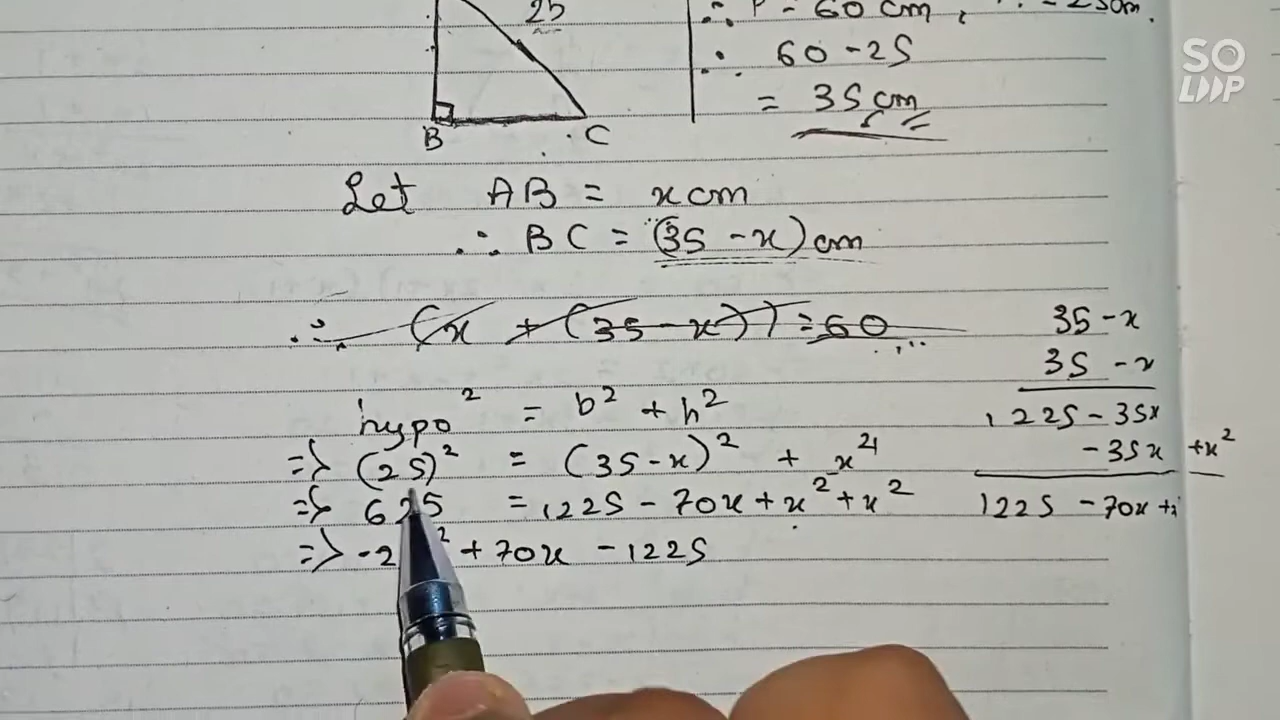 25
∴ P = 60 cm,
∴ 60 - 25
= 35 cm
B
C
Let AB = x cm
∴ BC = (35 - x) cm
∴ (x + (35 - x)) = 60
hypo² = b² + h²
=> (25)² = (35 - x)² + x²
=> 625 = 1225 - 70x + x² + x²
=> -2 ² + 70x - 1225
35 - x
35 - x
1225 - 35x
- 35x + x²
1225 - 70x +
SO
LP